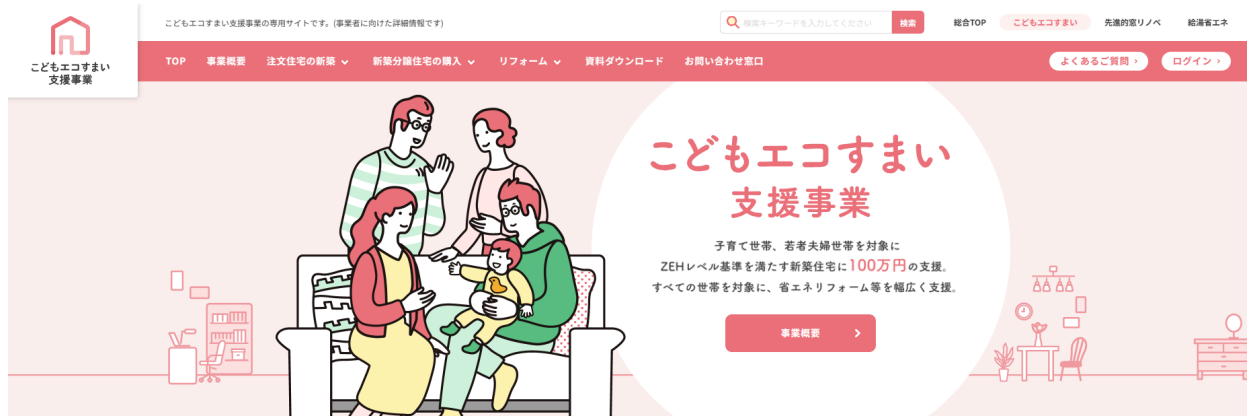 こどもエコすまい
支援事業
こどもエコすまい支援事業の専用サイトです。(事業者に向けた詳細情報です)
検索キーワードを入力してください
検索
総合TOP
こどもエコすまい
先進的窓リノベ
給湯省エネ
TOP
事業概要
注文住宅の新築
新築分譲住宅の購入
リフォーム
資料ダウンロード
お問い合わせ窓口
よくあるご質問
ログイン
こどもエコすまい
支援事業
子育て世帯、若者夫婦世帯を対象に
ZEHレベル基準を満たす新築住宅に100万円の支援。
すべての世帯を対象に、省エネリフォーム等を幅広く支援。
事業概要